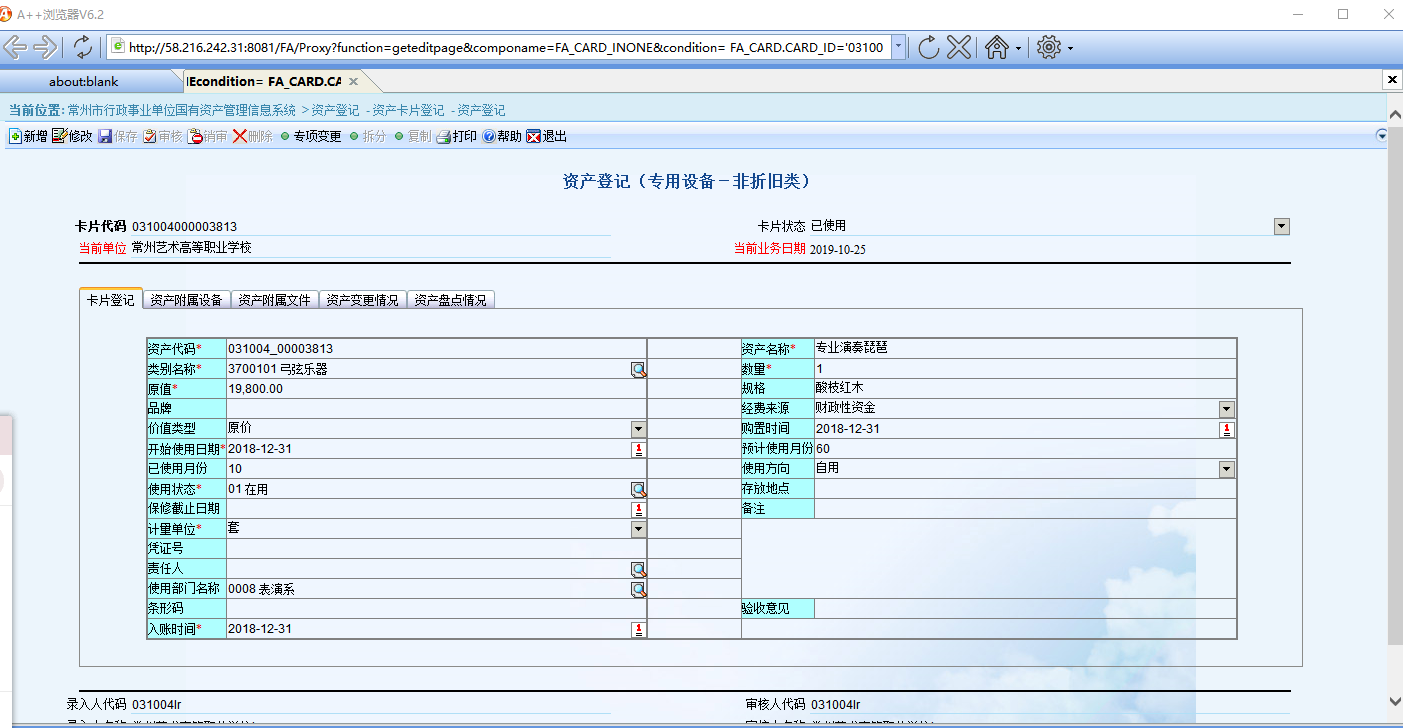 A++浏览器V6.2
http://58.216.242.31:8081/FA/Proxy?function=geteditpage&componame=FA_CARD_INONE&condition= FA_CARD.CARD_ID='03100
about:blank
IEcondition= FA_CARD.CA
当前位置: 常州市行政事业单位国有资产管理信息系统 > 资产登记 - 资产卡片登记 - 资产登记
新增 修改 保存 审核 销审 删除 专项变更 拆分 复制 打印 帮助 退出
资产登记（专用设备－非折旧类）
卡片代码 031004000003813 卡片状态 已使用
当前单位 常州艺术高等职业学校 当前业务日期 2019-10-25
卡片登记 资产附属设备 资产附属文件 资产变更情况 资产盘点情况
资产代码* 031004_00003813 资产名称* 专业演奏琵琶
类别名称* 3700101 弓弦乐器 数量* 1
原值* 19,800.00 规格 酸枝红木
品牌 经费来源 财政性资金
价值类型 原价 购置时间 2018-12-31
开始使用日期* 2018-12-31 预计使用月份 60
已使用月份 10 使用方向 自用
使用状态* 01 在用 存放地点
保修截止日期 备注
计量单位* 套
凭证号
责任人
使用部门名称 0008 表演系
条形码 验收意见
入账时间* 2018-12-31
录入人代码 031004lr 审核人代码 031004lr